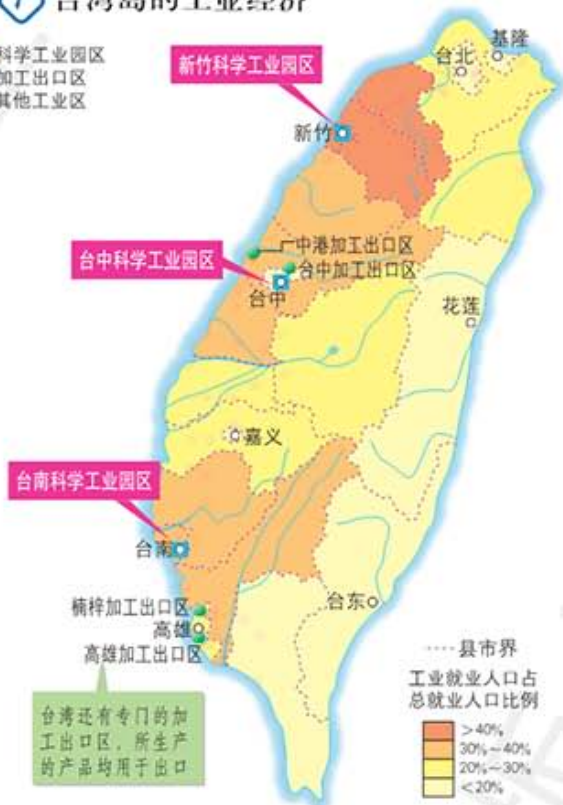 台湾岛的工业经济
科学工业园区
加工出口区
其他工业区
新竹科学工业园区
基隆
台北
新竹
中港加工出口区
台中科学工业园区
台中加工出口区
台中
花莲
嘉义
台南科学工业园区
台南
楠梓加工出口区
高雄
高雄加工出口区
台东
台湾还有专门的加
工出口区，所生产
的产品均用于出口
县市界
工业就业人口占
总就业人口比例
>40%
30%～40%
20%～30%
<20%